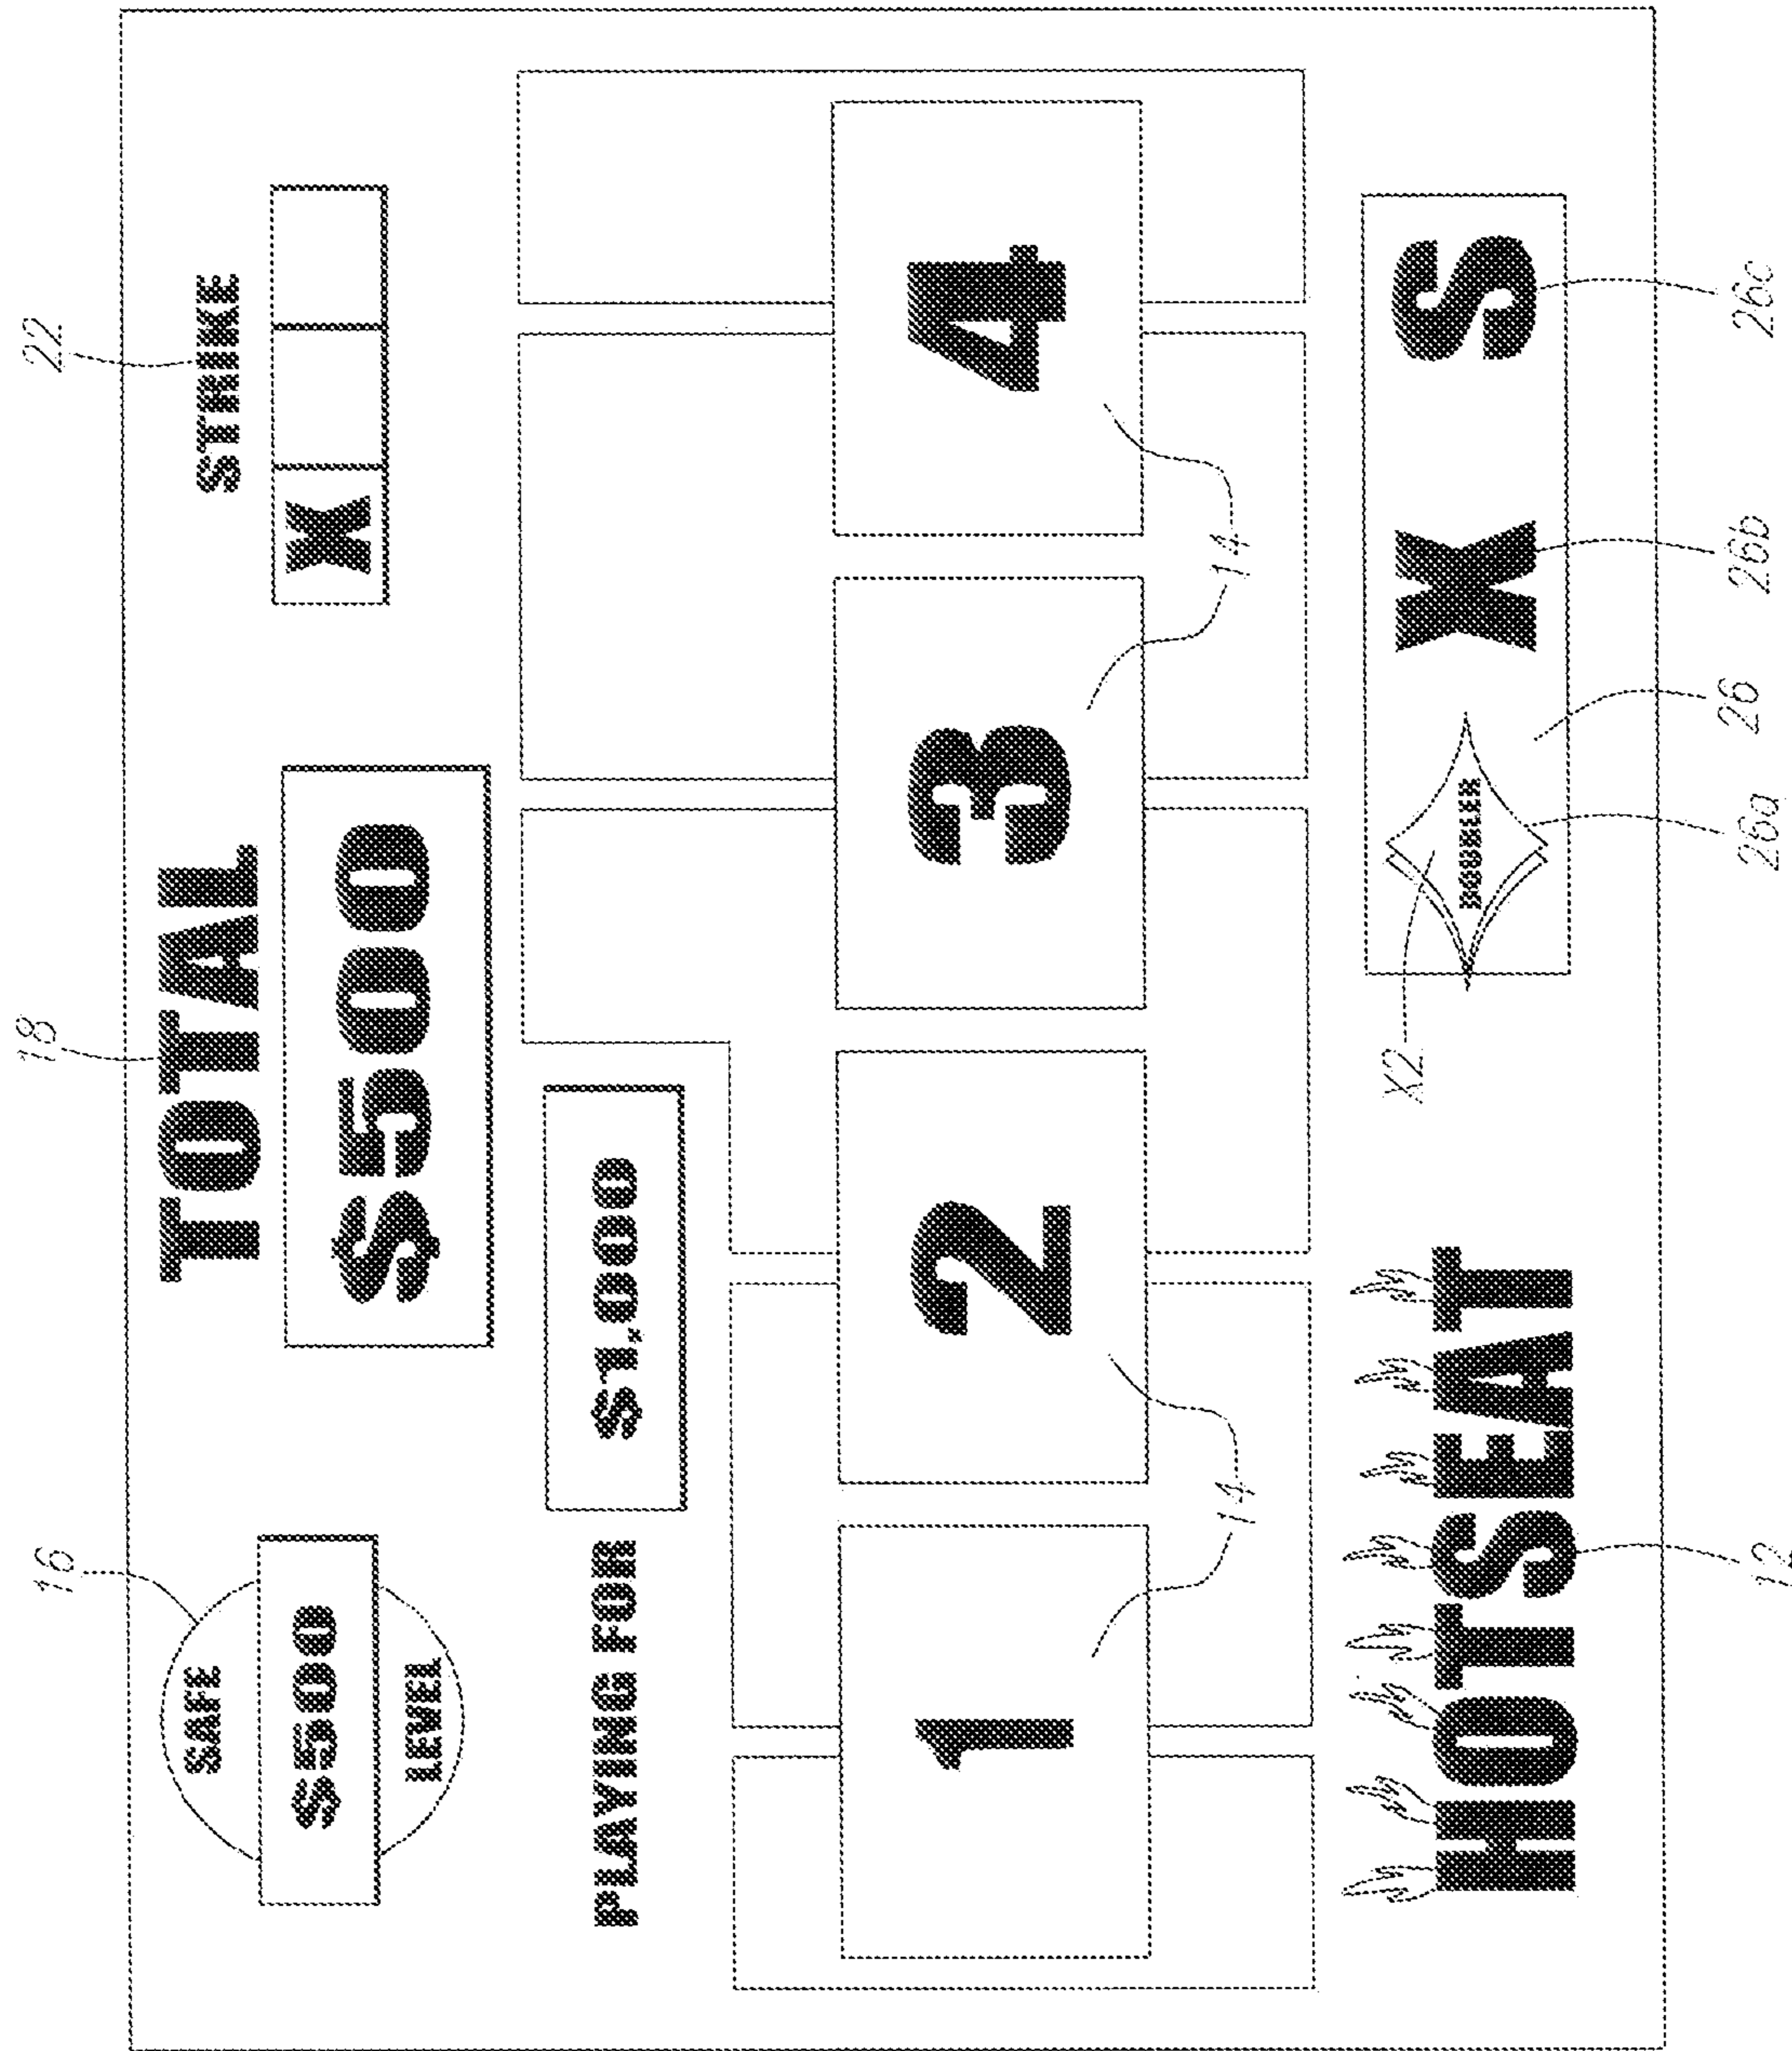 16
18
22
SAFE
$500
LEVEL
TOTAL
$500
STRIKE
X
PLAYING FOR
$1,000
1
2
3
4
14
14
HOTSEAT
X2
DOUBLER
X
S
12
26a
26
26b
26c